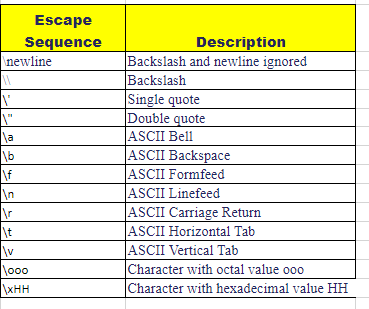 Escape
Sequence Description
\newline Backslash and newline ignored
\\ Backslash
\' Single quote
\" Double quote
\a ASCII Bell
\b ASCII Backspace
\f ASCII Formfeed
\n ASCII Linefeed
\r ASCII Carriage Return
\t ASCII Horizontal Tab
\v ASCII Vertical Tab
\ooo Character with octal value ooo
\xHH Character with hexadecimal value HH